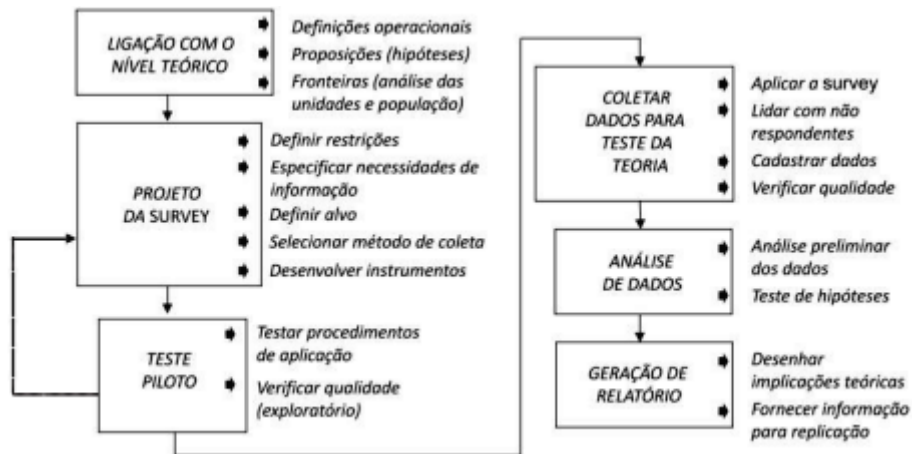 LIGAÇÃO COM O
NÍVEL TEÓRICO
Definições operacionais
Proposições (hipóteses)
Fronteiras (análise das
unidades e população)
PROJETO
DA SURVEY
Definir restrições
Especificar necessidades de
informação
Definir alvo
Selecionar método de coleta
Desenvolver instrumentos
TESTE
PILOTO
Testar procedimentos
de aplicação
Verificar qualidade
(exploratório)
COLETAR
DADOS PARA
TESTE DA
TEORIA
Aplicar a survey
Lidar com não
respondentes
Cadastrar dados
Verificar qualidade
ANÁLISE
DE DADOS
Análise preliminar
dos dados
Teste de hipóteses
GERAÇÃO DE
RELATÓRIO
Desenhar
implicações teóricas
Fornecer informação
para replicação